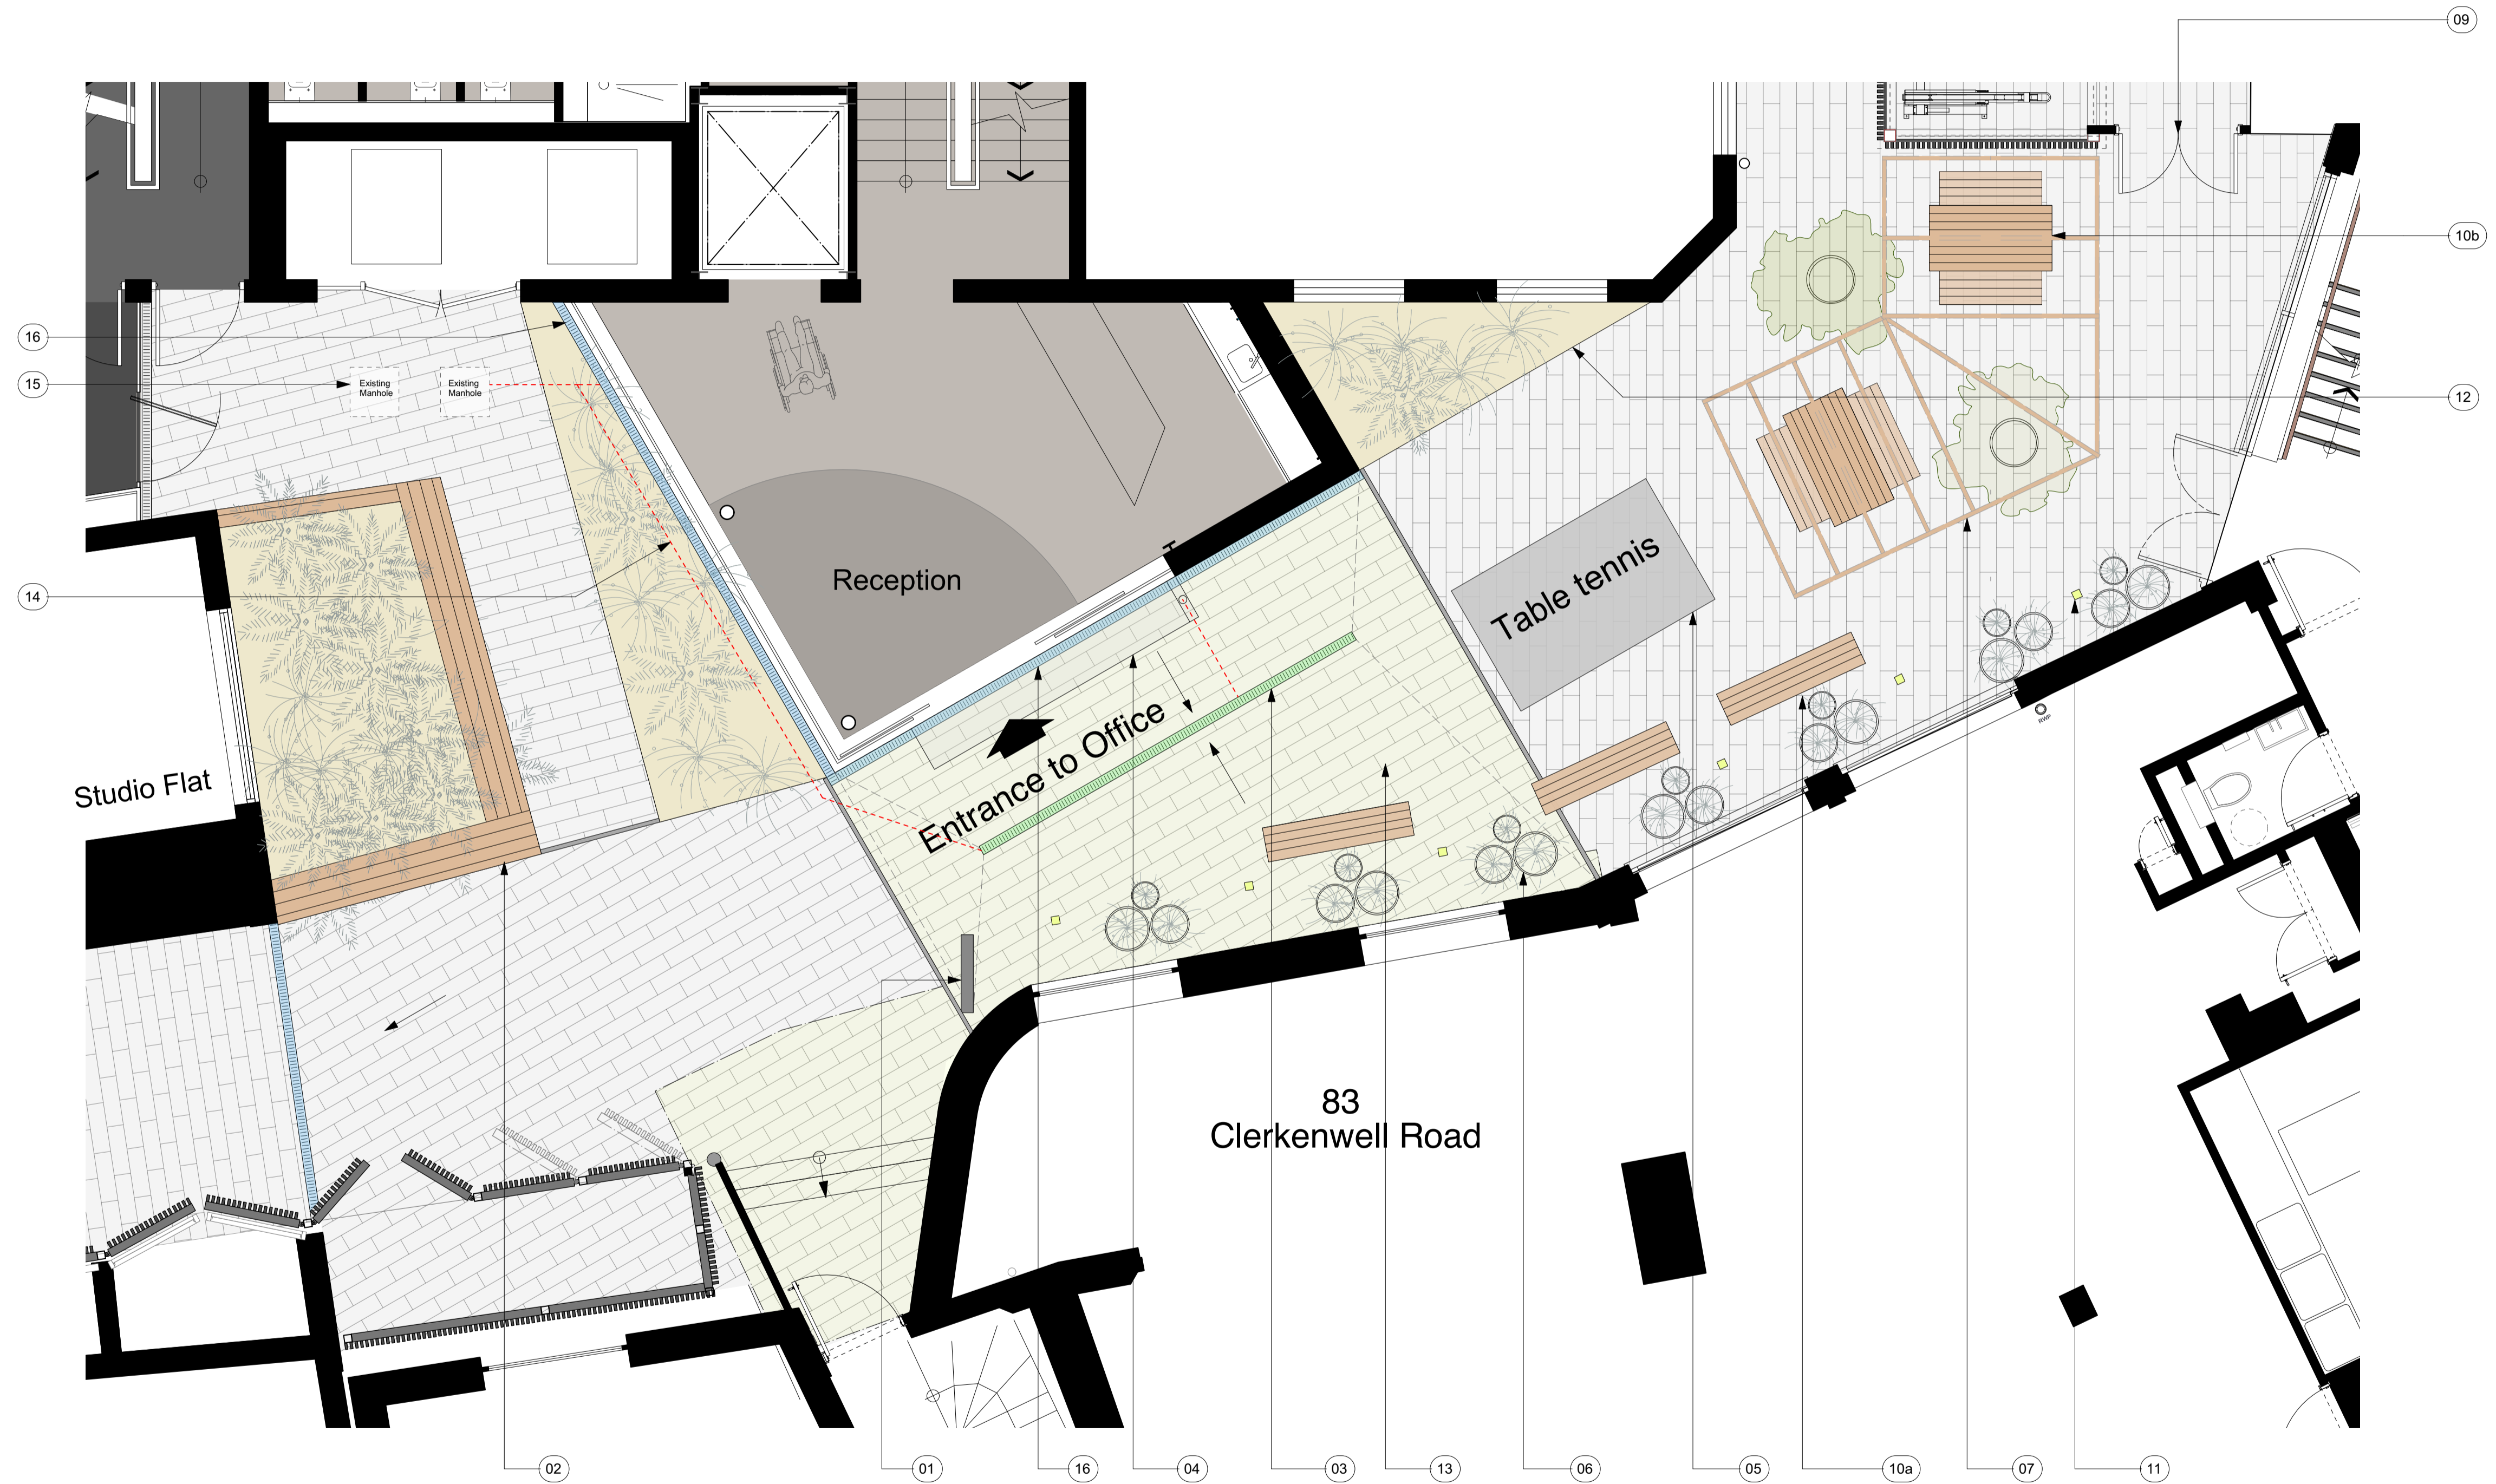 09
10b
16
15
Existing
Manhole
Existing
Manhole
12
14
Reception
Table tennis
Entrance to Office
Studio Flat
RWP
83
Clerkenwell Road
02
01
16
04
03
13
06
05
10a
07
11